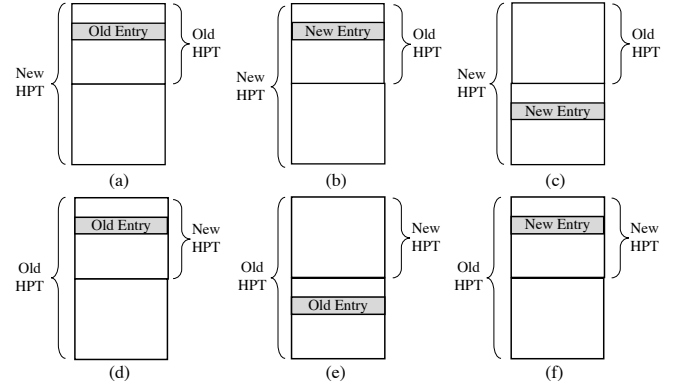 Old Entry
New
HPT
Old
HPT
(a)
New Entry
New
HPT
Old
HPT
(b)
New
HPT
Old
HPT
New Entry
(c)
Old Entry
Old
HPT
New
HPT
(d)
Old
HPT
New
HPT
Old Entry
(e)
New Entry
Old
HPT
New
HPT
(f)